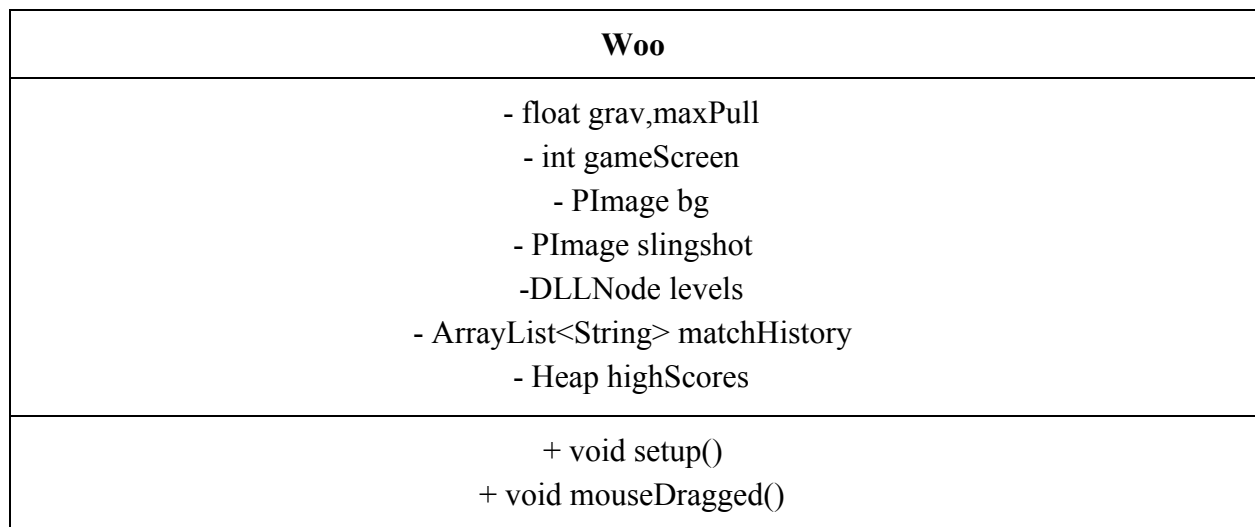 Woo
- float grav,maxPull
- int gameScreen
- PImage bg
- PImage slingshot
-DLLNode levels
- ArrayList<String> matchHistory
- Heap highScores
+ void setup()
+ void mouseDragged()